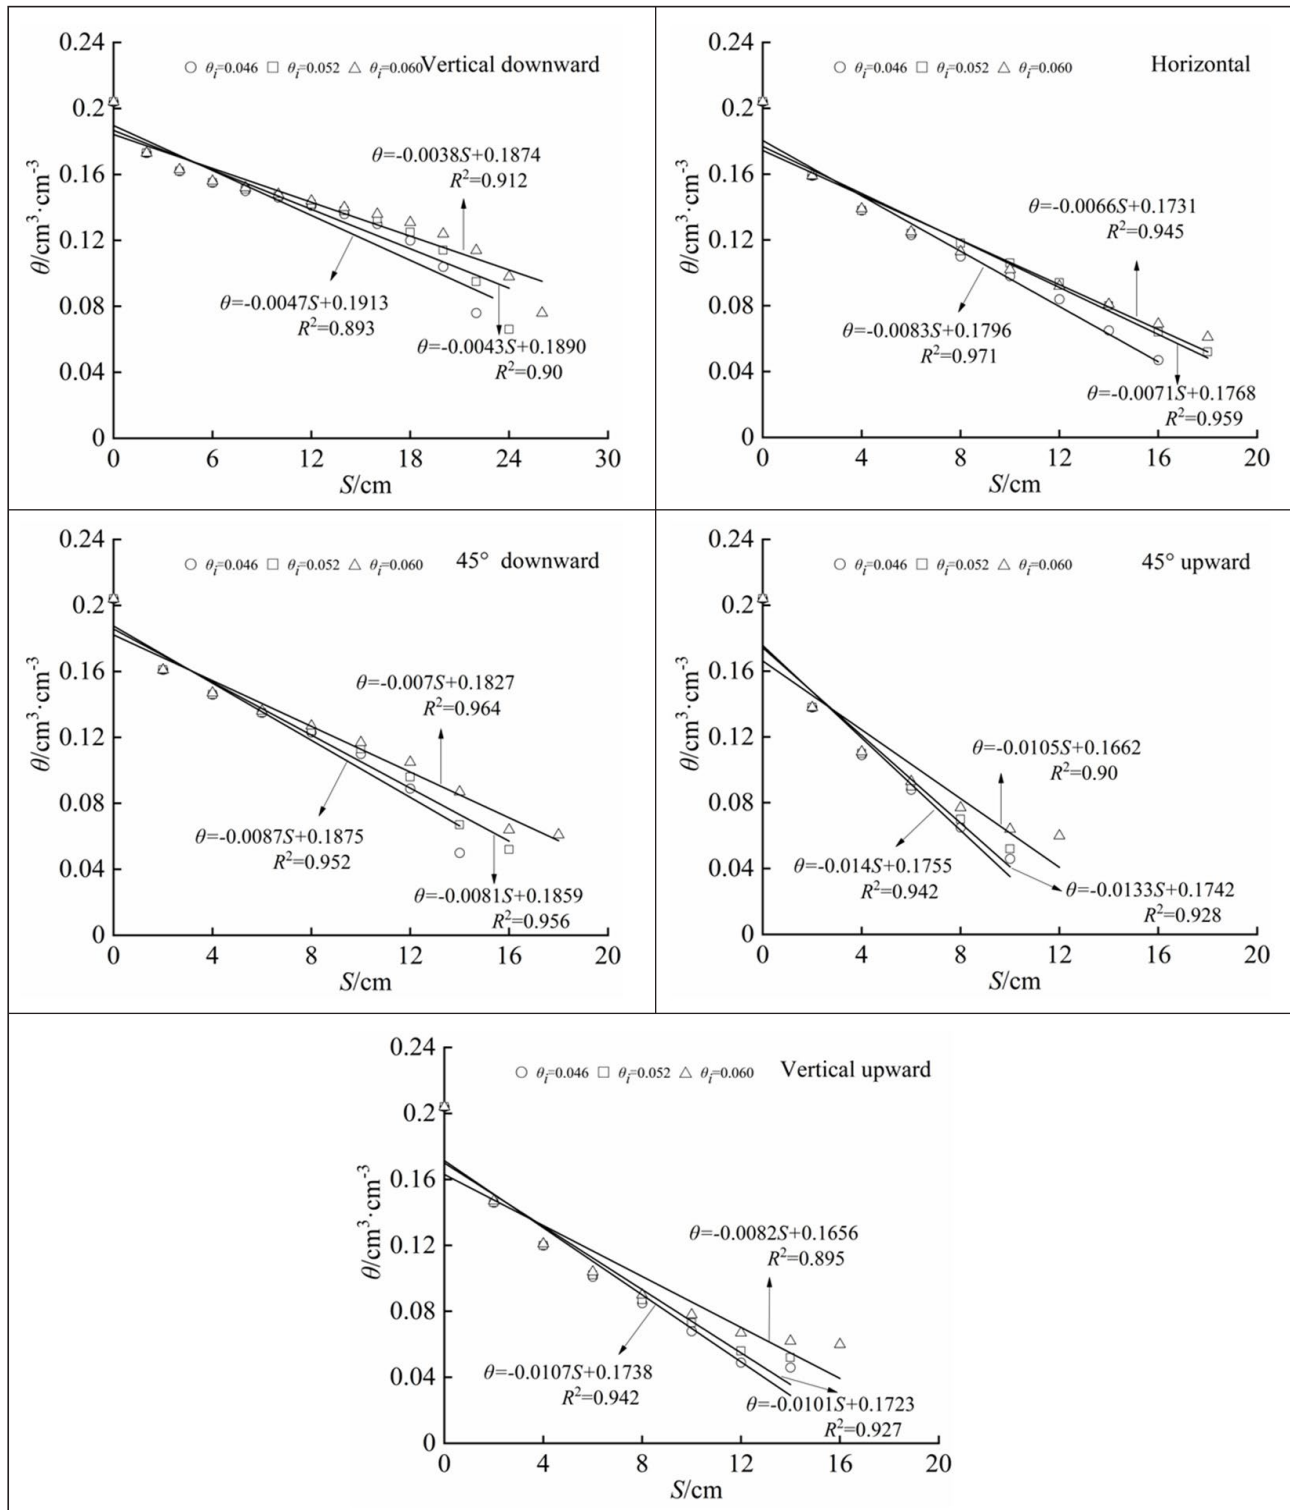 0.24
○ θi=0.046 □ θi=0.052 △ θi=0.060 Vertical downward
0.2
θ=-0.0038S+0.1874
R²=0.912
0.16
0.12
θ/cm³·cm⁻³
θ=-0.0047S+0.1913
R²=0.893
0.08
θ=-0.0043S+0.1890
R²=0.90
0.04
0
0 6 12 18 24 30
S/cm
0.24
○ θi=0.046 □ θi=0.052 △ θi=0.060 Horizontal
0.2
0.16
θ=-0.0066S+0.1731
R²=0.945
0.12
θ/cm³·cm⁻³
0.08
θ=-0.0083S+0.1796
R²=0.971
0.04
θ=-0.0071S+0.1768
R²=0.959
0
0 4 8 12 16 20
S/cm
0.24
○ θi=0.046 □ θi=0.052 △ θi=0.060 45° downward
0.2
0.16
θ=-0.007S+0.1827
R²=0.964
0.12
θ/cm³·cm⁻³
0.08
θ=-0.0087S+0.1875
R²=0.952
0.04
θ=-0.0081S+0.1859
R²=0.956
0
0 4 8 12 16 20
S/cm
0.24
○ θi=0.046 □ θi=0.052 △ θi=0.060 45° upward
0.2
0.16
0.12
θ/cm³·cm⁻³
θ=-0.0105S+0.1662
R²=0.90
0.08
θ=-0.014S+0.1755
R²=0.942
0.04
θ=-0.0133S+0.1742
R²=0.928
0
0 4 8 12 16 20
S/cm
0.24
○ θi=0.046 □ θi=0.052 △ θi=0.060 Vertical upward
0.2
0.16
0.12
θ/cm³·cm⁻³
θ=-0.0082S+0.1656
R²=0.895
0.08
θ=-0.0107S+0.1738
R²=0.942
0.04
θ=-0.0101S+0.1723
R²=0.927
0
0 4 8 12 16 20
S/cm